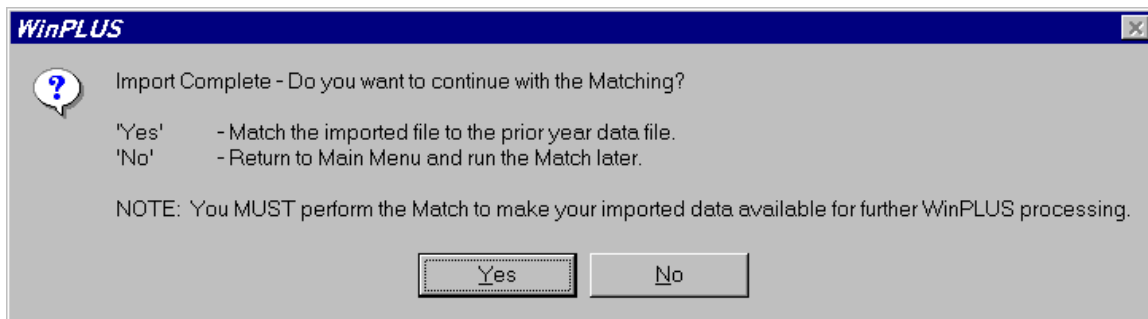 WinPLUS
Import Complete - Do you want to continue with the Matching?
'Yes' - Match the imported file to the prior year data file.
'No' - Return to Main Menu and run the Match later.
NOTE: You MUST perform the Match to make your imported data available for further WinPLUS processing.
Yes No